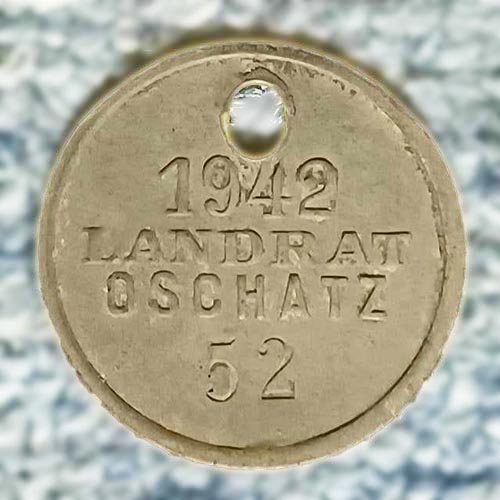 1942
LANDRAT
OSCHATZ
52